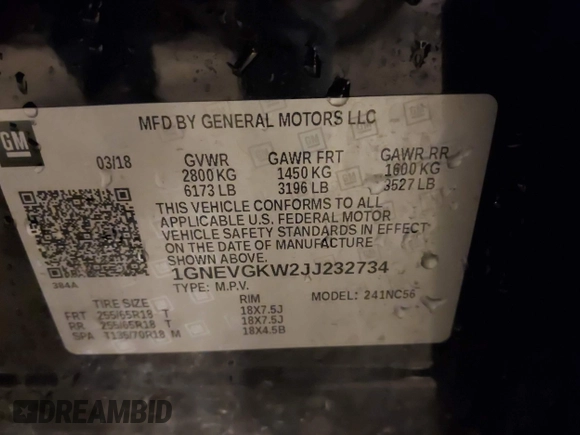 MFD BY GENERAL MOTORS LLC
GM
03/18 GVWR GAWR FRT GAWR RR
2800 KG 1450 KG 1600 KG
6173 LB 3196 LB 3527 LB
THIS VEHICLE CONFORMS TO ALL
APPLICABLE U.S. FEDERAL MOTOR
VEHICLE SAFETY STANDARDS IN EFFECT
ON THE DATE OF MANUFACTURE
SHOWN ABOVE.
384A
1GNEVGKW2JJ232734
TYPE: M.P.V. MODEL: 241NC56
TIRE SIZE RIM
FRT 255/65R18 T 18X7.5J
RR 255/65R18 T 18X7.5J
SPA T135/70R18 M 18X4.5B
DREAMBID